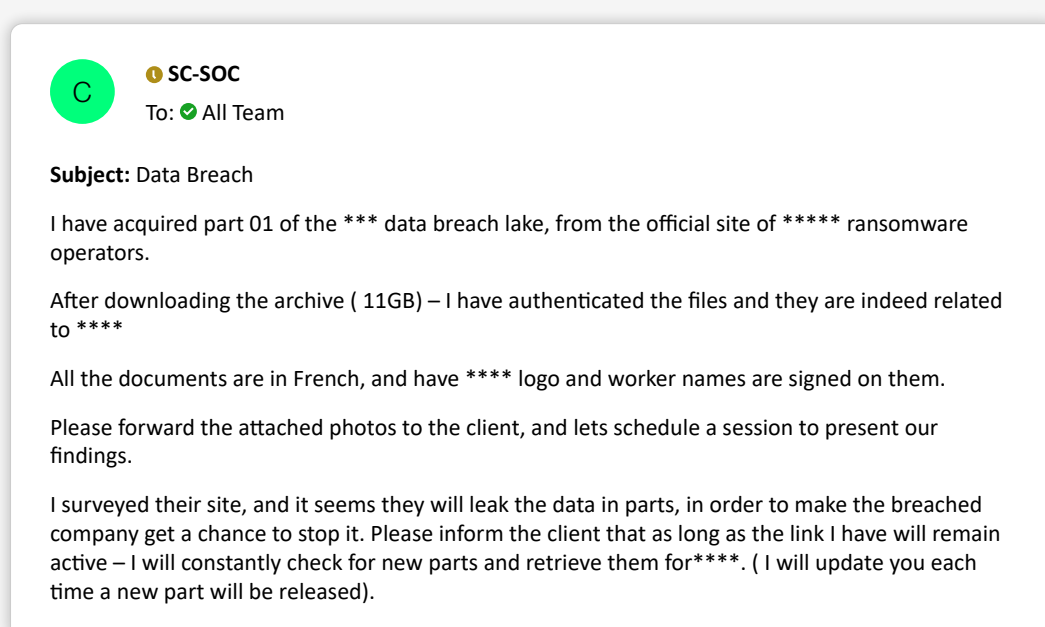 C
SC-SOC
To: All Team
Subject: Data Breach
I have acquired part 01 of the *** data breach lake, from the official site of ***** ransomware
operators.
After downloading the archive ( 11GB) – I have authenticated the files and they are indeed related
to ****
All the documents are in French, and have **** logo and worker names are signed on them.
Please forward the attached photos to the client, and lets schedule a session to present our
findings.
I surveyed their site, and it seems they will leak the data in parts, in order to make the breached
company get a chance to stop it. Please inform the client that as long as the link I have will remain
active – I will constantly check for new parts and retrieve them for****. ( I will update you each
time a new part will be released).